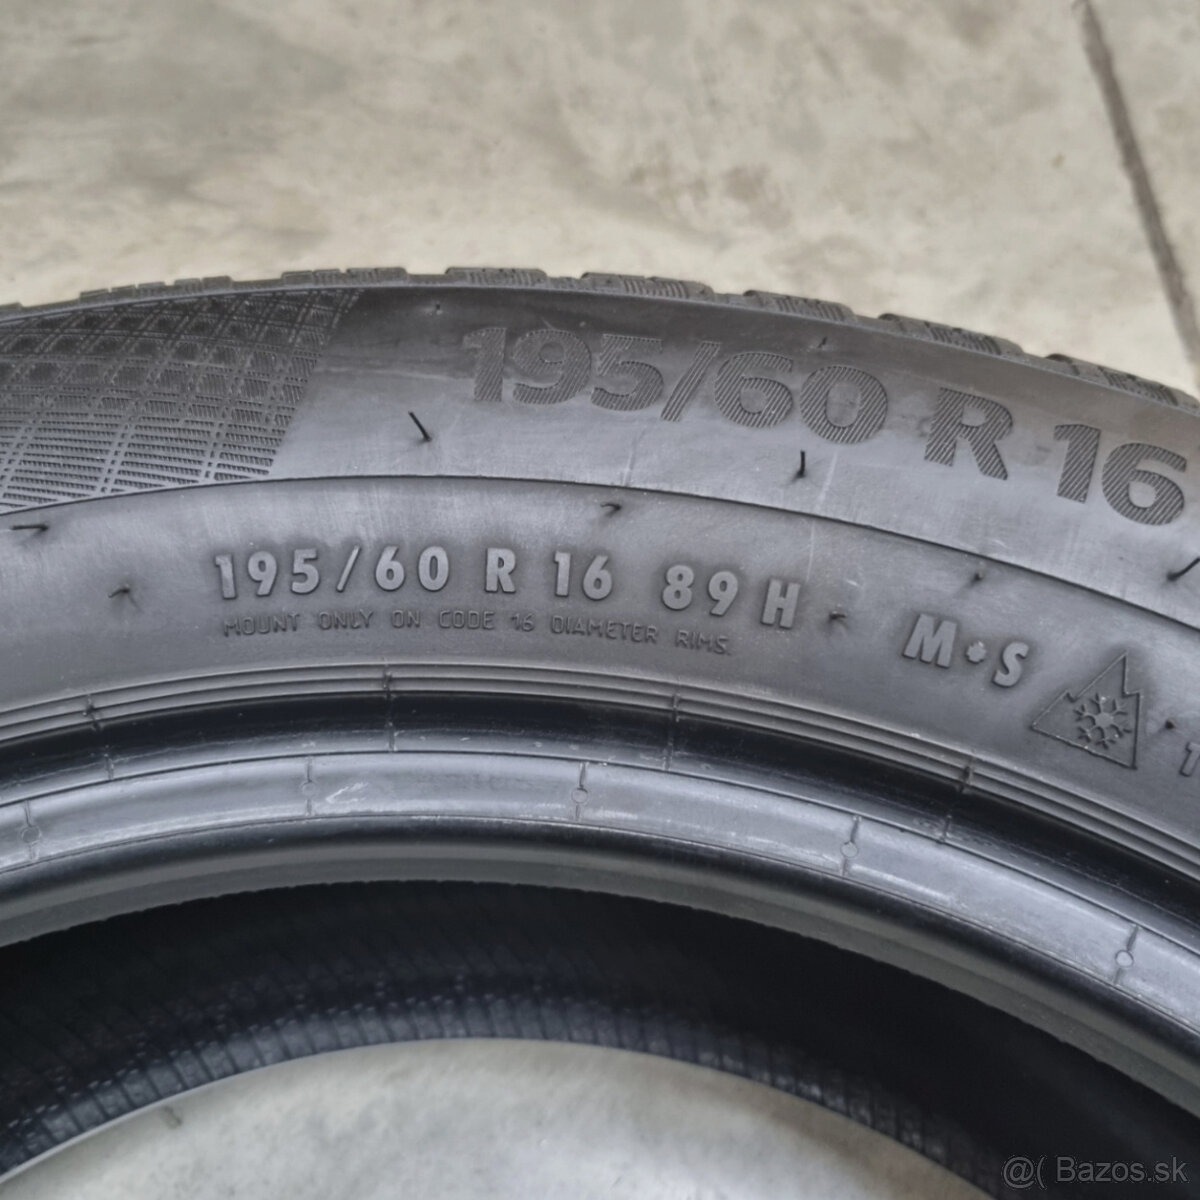 195/60 R 16
195/60 R 16 89 H M+S
MOUNT ONLY ON CODE 16 DIAMETER RIMS.
@( Bazos.sk